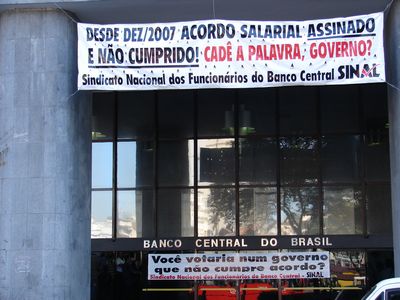 DESDE DEZ/2007 ACORDO SALARIAL ASSINADO
E NÃO CUMPRIDO! CADÊ A PALAVRA, GOVERNO?
Sindicato Nacional dos Funcionários do Banco Central SINAL
BANCO CENTRAL DO BRASIL
Você votaria num governo
que não cumpre acordo?
Sindicato Nacional dos Funcionários do Banco Central - SINAL